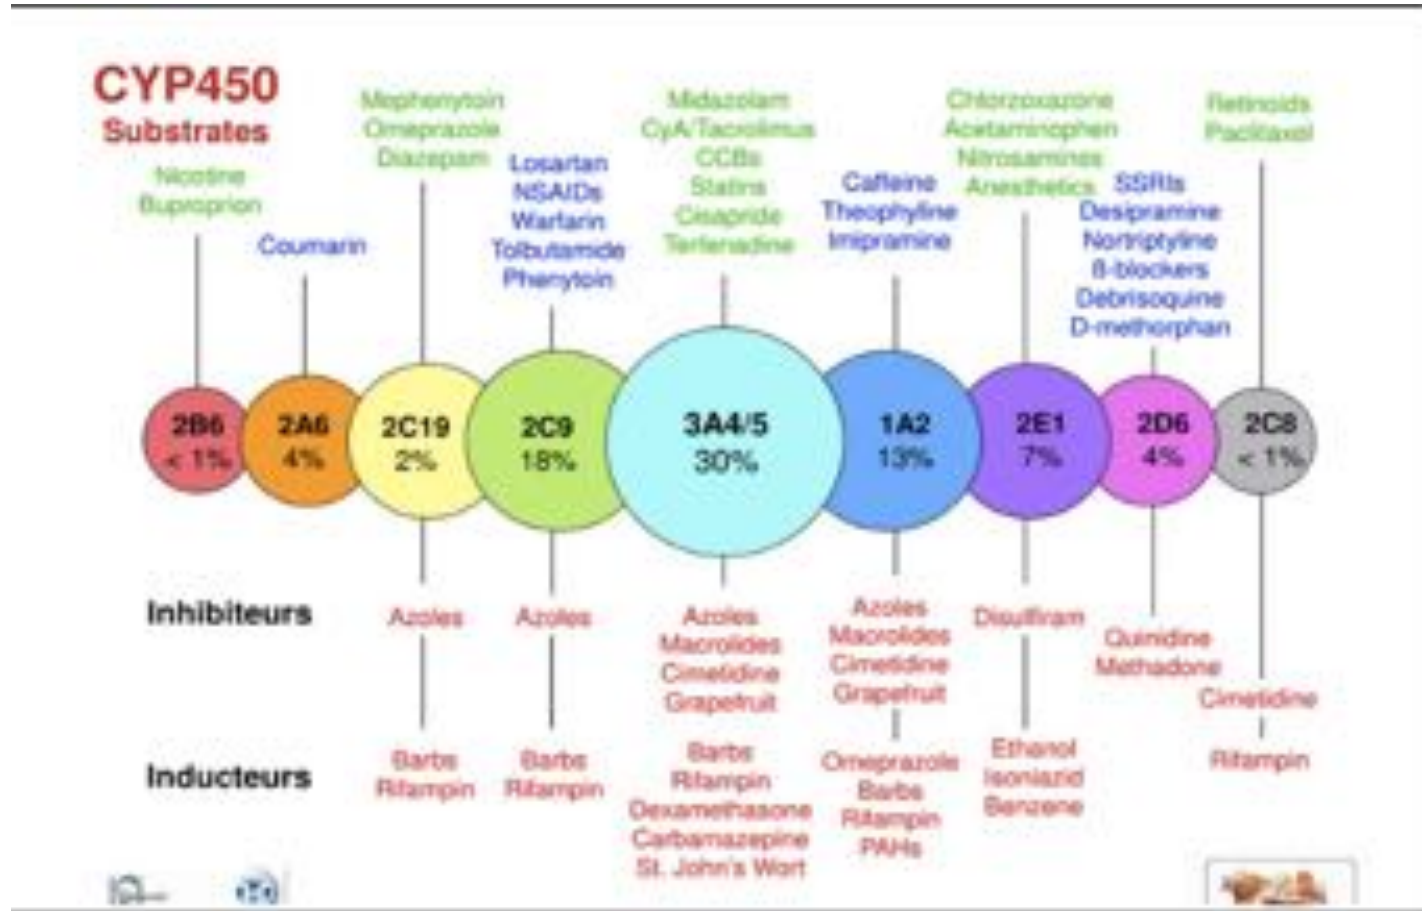 CYP450
Substrates
Nicotine
Buproprion
Coumarin
Mephenytoin
Omeprazole
Diazepam
Losartan
NSAIDs
Warfarin
Tolbutamide
Phenytoin
Midazolam
CyA/Tacrolimus
CCBs
Statins
Cisapride
Terfenadine
Caffeine
Theophyline
Imipramine
Chlorzoxazone
Acetaminophen
Nitrosamines
Anesthetics
SSRIs
Desipramine
Nortriptyline
ß-blockers
Debrisoquine
D-methorphan
Retinoids
Paclitaxel
2B6
< 1%
2A6
4%
2C19
2%
2C9
18%
3A4/5
30%
1A2
13%
2E1
7%
2D6
4%
2C8
< 1%
Inhibiteurs
Azoles
Azoles
Azoles
Macrolides
Cimetidine
Grapefruit
Azoles
Macrolides
Cimetidine
Grapefruit
Disulfiram
Quinidine
Methadone
Cimetidine
Inducteurs
Barbs
Rifampin
Barbs
Rifampin
Barbs
Rifampin
Dexamethasone
Carbamazepine
St. John's Wort
Omeprazole
Barbs
Rifampin
PAHs
Ethanol
Isoniazid
Benzene
Rifampin